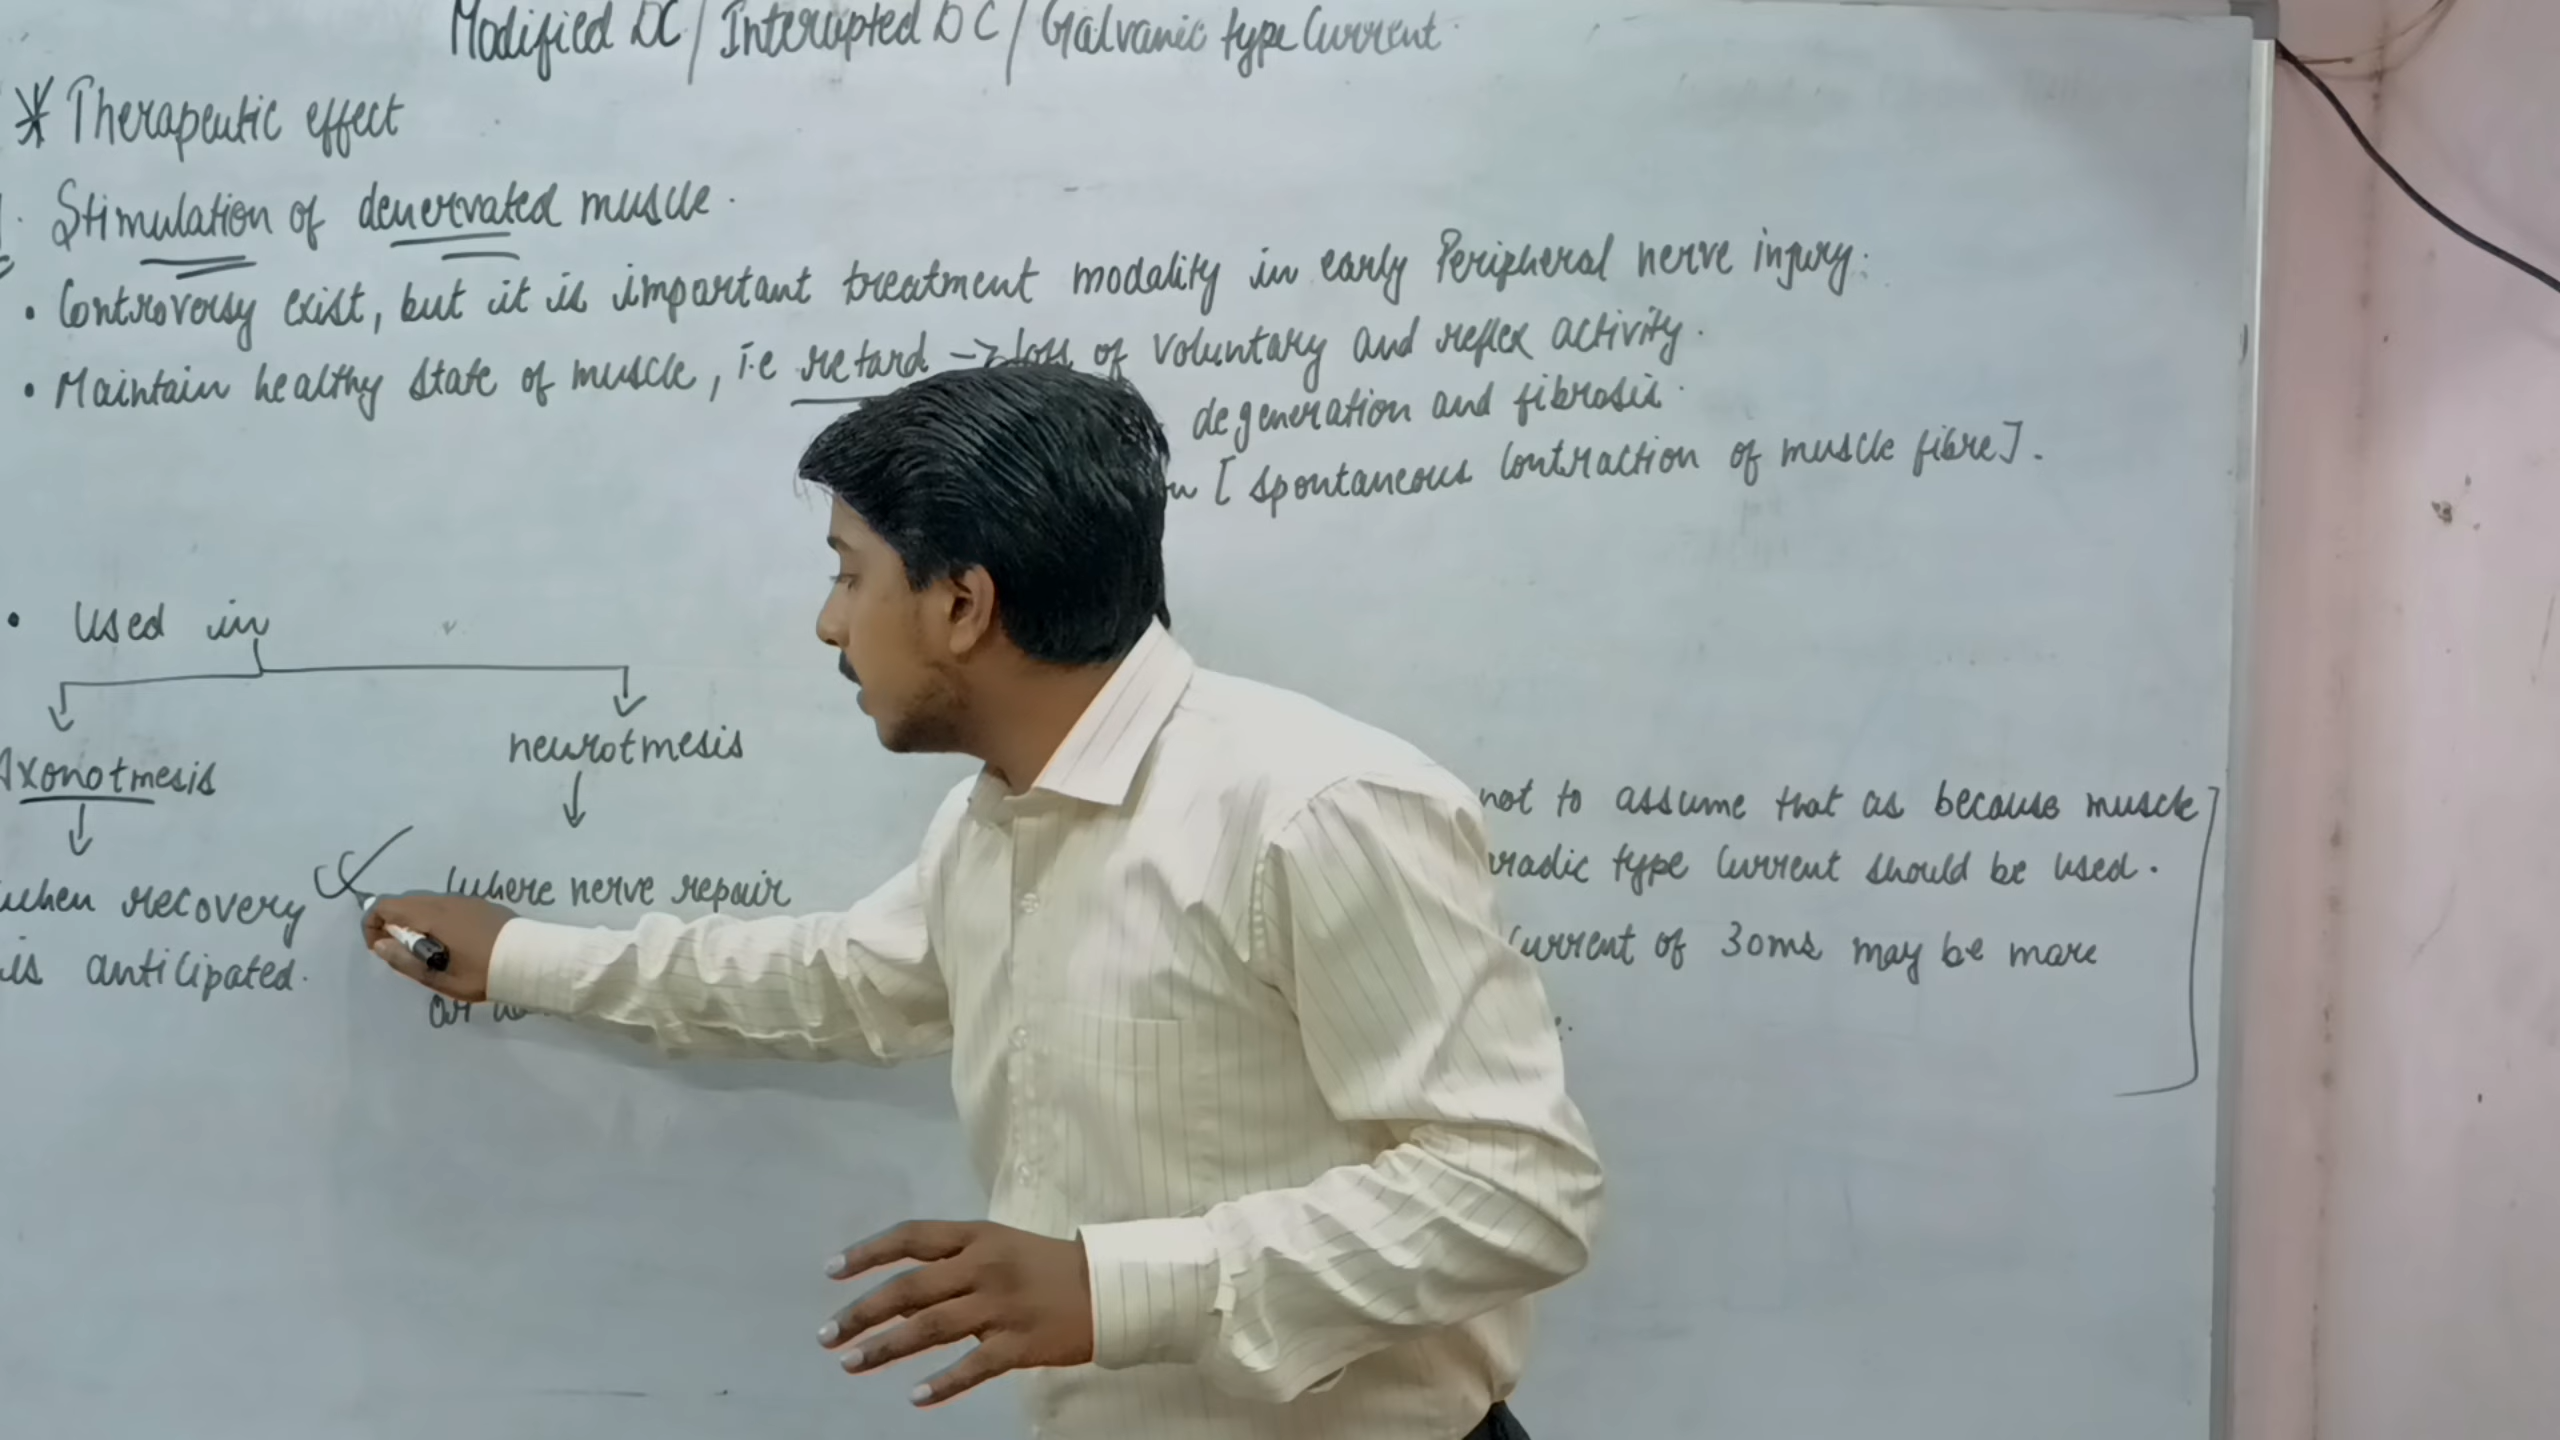 Modified DC / Interrupted DC / Galvanic type Current
* Therapeutic effect
Stimulation of denervated muscle.
• Controversy exist, but it is important treatment modality in early Peripheral nerve injury.
• Maintain healthy state of muscle, i.e retard -> loss of voluntary and reflex activity.
degeneration and fibrosis.
[spontaneous contraction of muscle fibre].
• Used in
Axonotmesis
neurotmesis
when recovery
is anticipated.
where nerve repair
or
not to assume that as because muscle
type current should be used.
Current of 30ms may be more